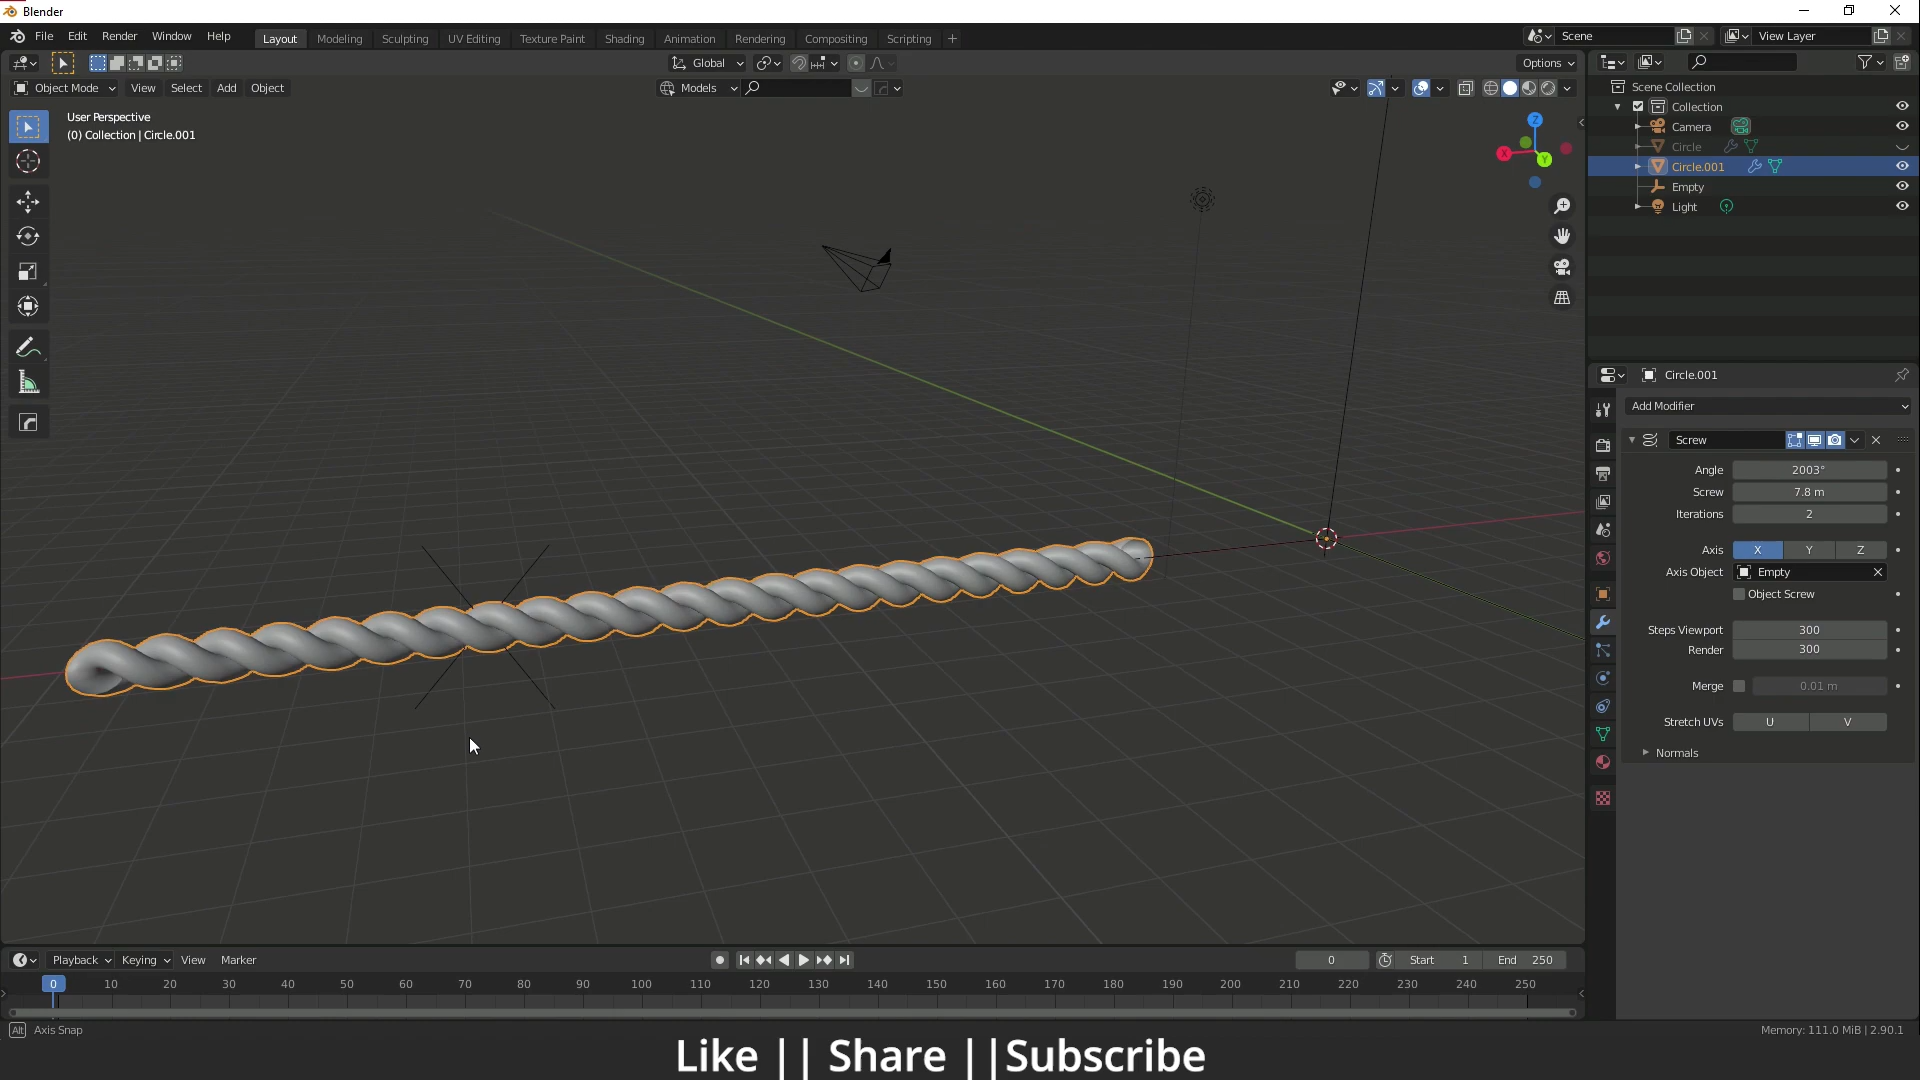 Blender
File Edit Render Window Help Layout Modeling Sculpting UV Editing Texture Paint Shading Animation Rendering Compositing Scripting + Scene View Layer
Global Options
Object Mode View Select Add Object Models
User Perspective
(0) Collection | Circle.001
Z
X
Y
Scene Collection
Collection
Camera
Circle
Circle.001
Empty
Light
Circle.001
Add Modifier
Screw
Angle 2003°
Screw 7.8 m
Iterations 2
Axis X Y Z
Axis Object Empty
Object Screw
Steps Viewport 300
Render 300
Merge 0.01 m
Stretch UVs U V
Normals
Playback Keying View Marker 0 Start 1 End 250
0 10 20 30 40 50 60 70 80 90 100 110 120 130 140 150 160 170 180 190 200 210 220 230 240 250
Alt Axis Snap Memory: 111.0 MiB | 2.90.1
Like || Share ||Subscribe